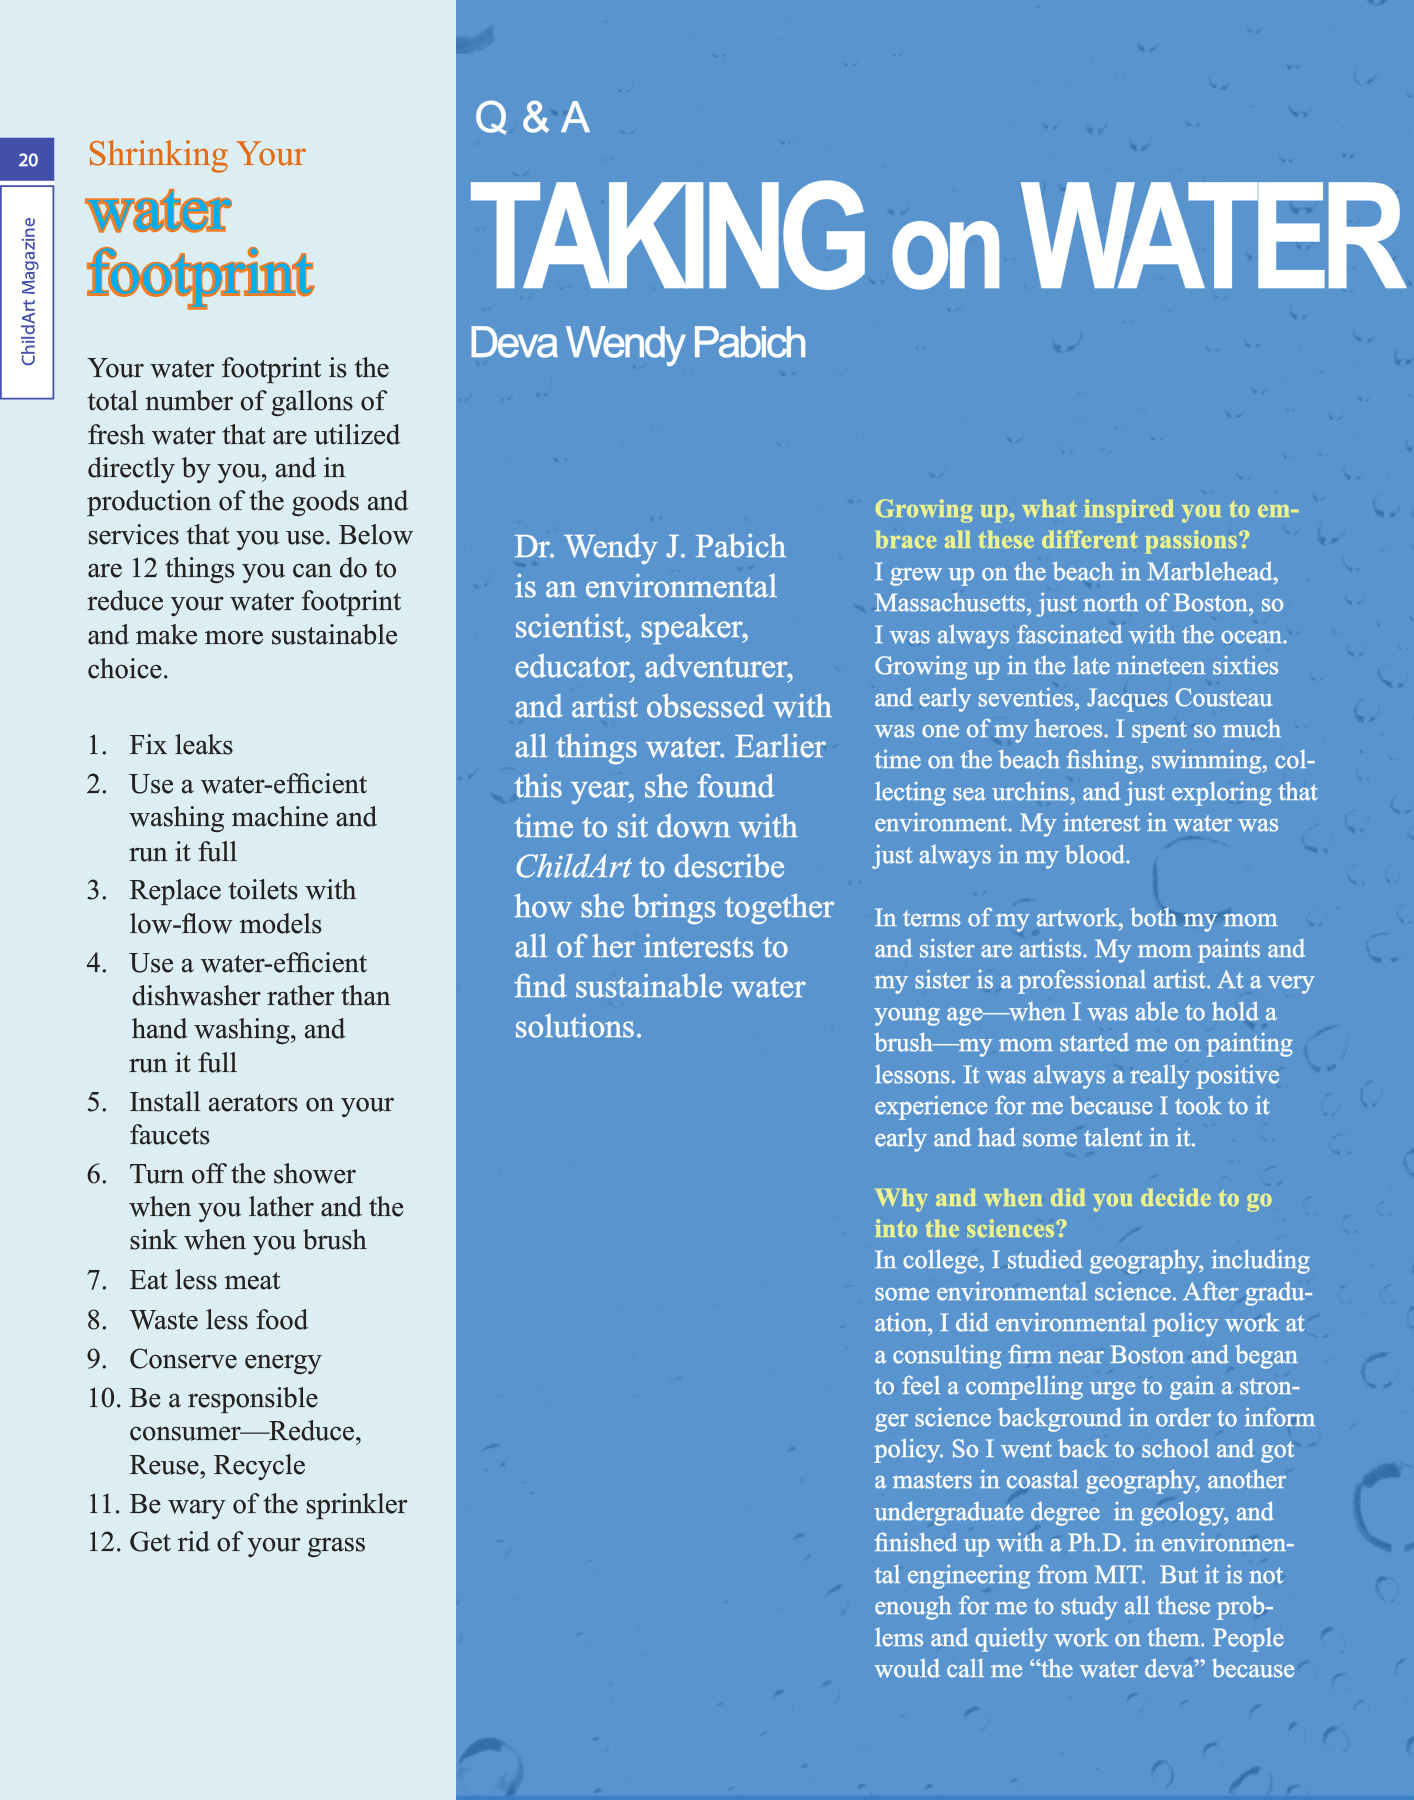 20
ChildArt Magazine
Shrinking Your
water
footprint
Your water footprint is the
total number of gallons of
fresh water that are utilized
directly by you, and in
production of the goods and
services that you use. Below
are 12 things you can do to
reduce your water footprint
and make more sustainable
choice.
1. Fix leaks
2. Use a water-efficient
washing machine and
run it full
3. Replace toilets with
low-flow models
4. Use a water-efficient
dishwasher rather than
hand washing, and
run it full
5. Install aerators on your
faucets
6. Turn off the shower
when you lather and the
sink when you brush
7. Eat less meat
8. Waste less food
9. Conserve energy
10. Be a responsible
consumer—Reduce,
Reuse, Recycle
11. Be wary of the sprinkler
12. Get rid of your grass
Q & A
TAKING on WATER
Deva Wendy Pabich
Dr. Wendy J. Pabich
is an environmental
scientist, speaker,
educator, adventurer,
and artist obsessed with
all things water. Earlier
this year, she found
time to sit down with
ChildArt to describe
how she brings together
all of her interests to
find sustainable water
solutions.
Growing up, what inspired you to em-
brace all these different passions?
I grew up on the beach in Marblehead,
Massachusetts, just north of Boston, so
I was always fascinated with the ocean.
Growing up in the late nineteen sixties
and early seventies, Jacques Cousteau
was one of my heroes. I spent so much
time on the beach fishing, swimming, col-
lecting sea urchins, and just exploring that
environment. My interest in water was
just always in my blood.
In terms of my artwork, both my mom
and sister are artists. My mom paints and
my sister is a professional artist. At a very
young age—when I was able to hold a
brush—my mom started me on painting
lessons. It was always a really positive
experience for me because I took to it
early and had some talent in it.
Why and when did you decide to go
into the sciences?
In college, I studied geography, including
some environmental science. After gradu-
ation, I did environmental policy work at
a consulting firm near Boston and began
to feel a compelling urge to gain a stron-
ger science background in order to inform
policy. So I went back to school and got
a masters in coastal geography, another
undergraduate degree  in geology, and
finished up with a Ph.D. in environmen-
tal engineering from MIT.  But it is not
enough for me to study all these prob-
lems and quietly work on them. People
would call me “the water deva” because